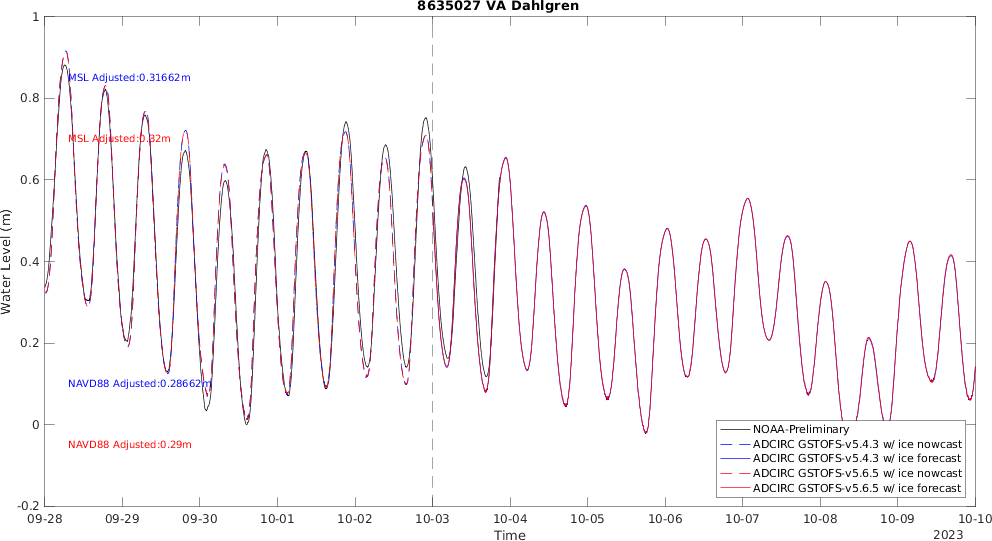 8635027 VA Dahlgren
1
0.8
0.6
0.4
0.2
0
-0.2
Water Level (m)
MSL Adjusted:0.31662m
MSL Adjusted:0.32m
NAVD88 Adjusted:0.28662m
NAVD88 Adjusted:0.29m
NOAA-Preliminary
ADCIRC GSTOFS-v5.4.3 w/ ice nowcast
ADCIRC GSTOFS-v5.4.3 w/ ice forecast
ADCIRC GSTOFS-v5.6.5 w/ ice nowcast
ADCIRC GSTOFS-v5.6.5 w/ ice forecast
09-28 09-29 09-30 10-01 10-02 10-03 10-04 10-05 10-06 10-07 10-08 10-09 10-10
Time
2023